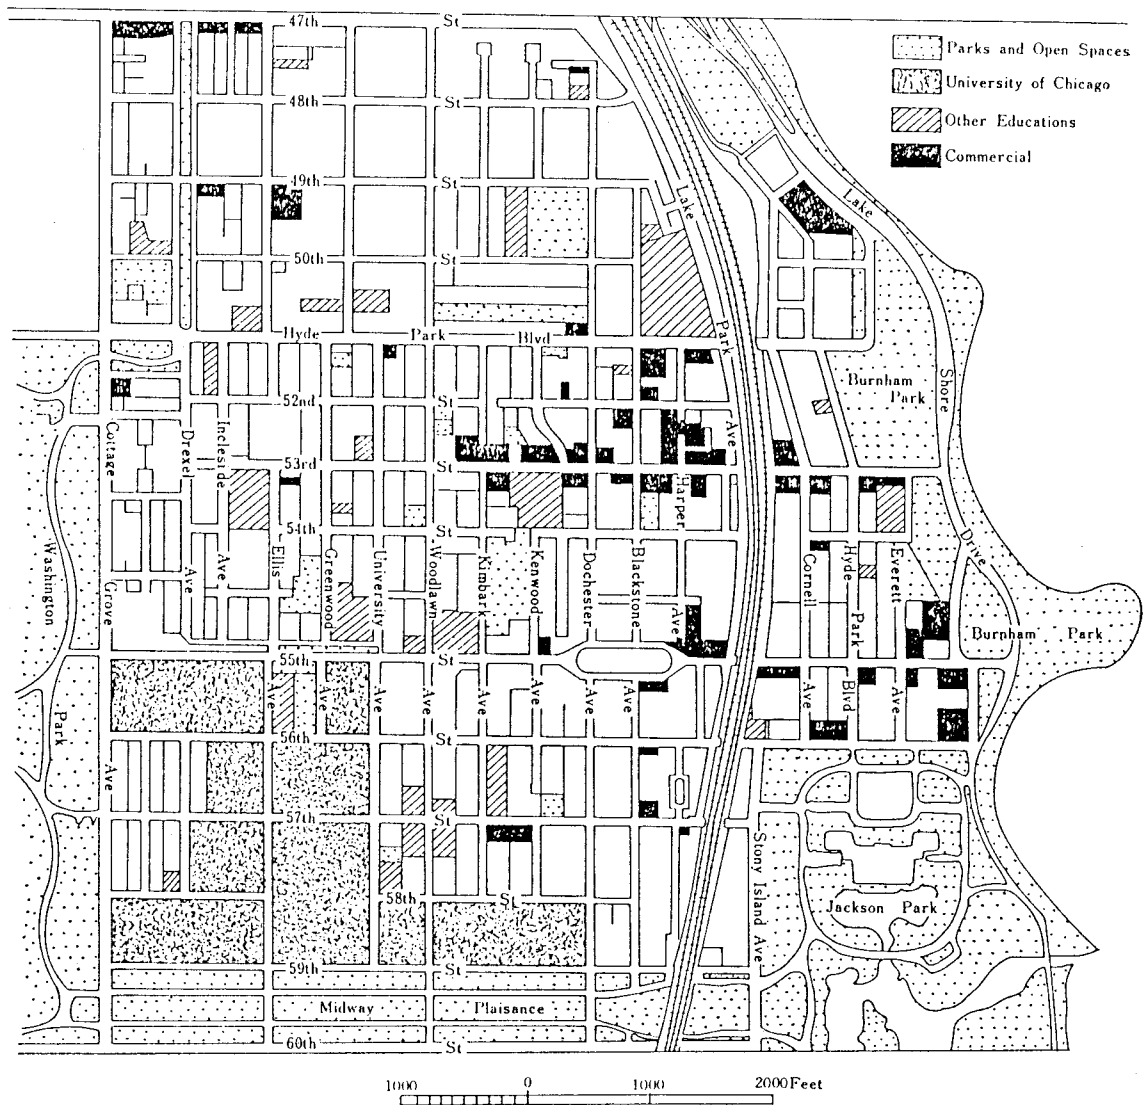 47th St
Parks and Open Spaces
University of Chicago
48th St
Other Educations
Commercial
49th St
Lake
Lake
50th St
Hyde Park Blvd
Park
Shore
Burnham
Park
52nd St
Cottage
Drexel
Ingleside
Ave
53rd St
Harper
54th St
Drive
Washington
Grove
Ave
Ave
Ellis
Greenwood
University
Woodlawn
Kimbark
Kenwood
Dochester
Blackstone
Ave
Cornell
Hyde
Park
Everett
Burnham Park
55th St
Ave
Ave
Ave
Ave
Ave
Ave
Ave
Ave
Ave
Blvd
Ave
Park
56th St
Ave
57th St
Stony Island Ave
58th St
Jackson Park
59th St
Midway Plaisance
60th St
1000 0 1000 2000 Feet